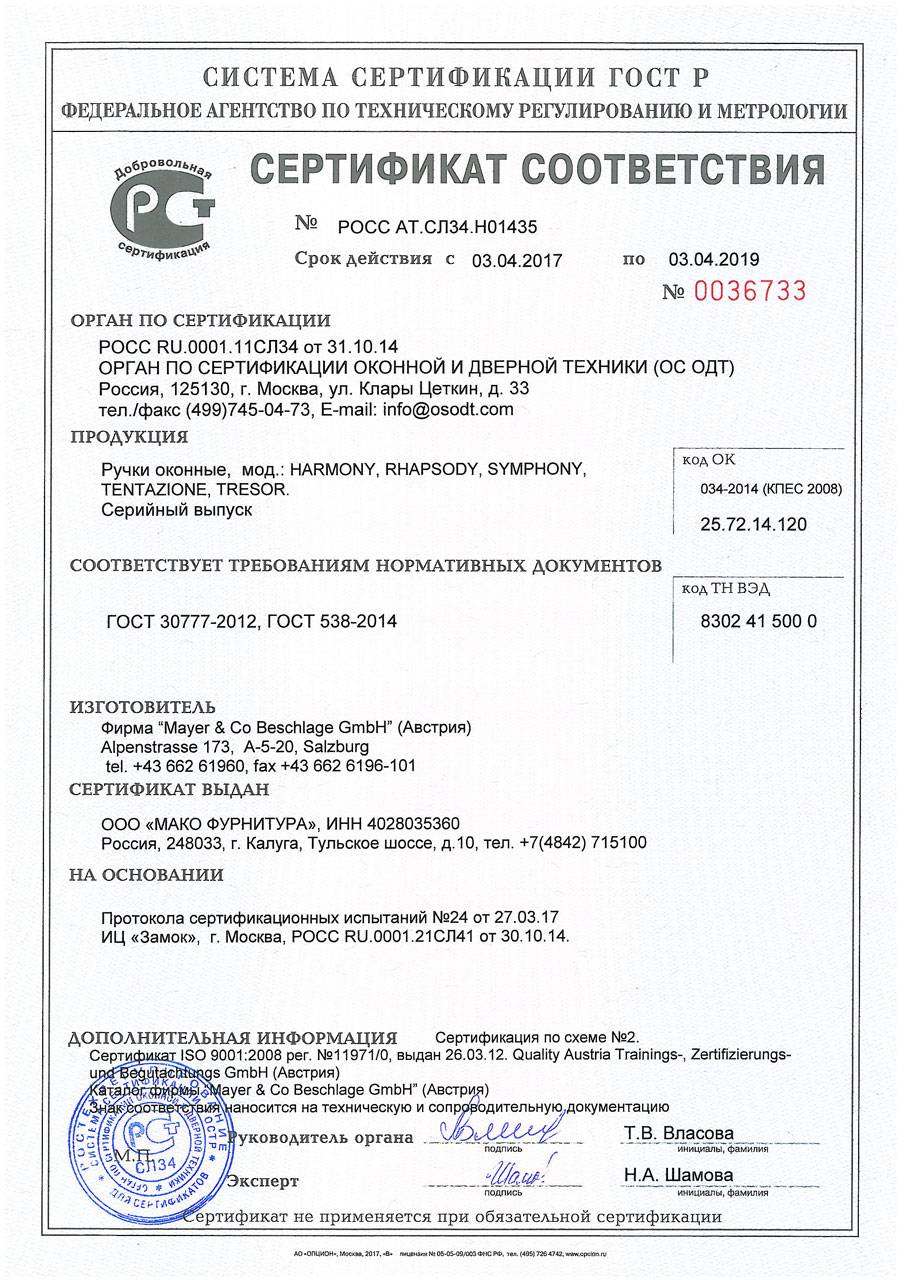 СИСТЕМА СЕРТИФИКАЦИИ ГОСТ Р
ФЕДЕРАЛЬНОЕ АГЕНТСТВО ПО ТЕХНИЧЕСКОМУ РЕГУЛИРОВАНИЮ И МЕТРОЛОГИИ
Добровольная
РСТ
сертификация
СЕРТИФИКАТ СООТВЕТСТВИЯ
№ РОСС AT.СЛ34.Н01435
Срок действия с 03.04.2017 по 03.04.2019
№ 0036733
ОРГАН ПО СЕРТИФИКАЦИИ
РОСС RU.0001.11СЛ34 от 31.10.14
ОРГАН ПО СЕРТИФИКАЦИИ ОКОННОЙ И ДВЕРНОЙ ТЕХНИКИ (ОС ОДТ)
Россия, 125130, г. Москва, ул. Клары Цеткин, д. 33
тел./факс (499)745-04-73, E-mail: info@osodt.com
ПРОДУКЦИЯ
Ручки оконные, мод.: HARMONY, RHAPSODY, SYMPHONY,
TENTAZIONE, TRESOR.
Серийный выпуск
код ОК
034-2014 (КПЕС 2008)
25.72.14.120
СООТВЕТСТВУЕТ ТРЕБОВАНИЯМ НОРМАТИВНЫХ ДОКУМЕНТОВ
код ТН ВЭД
ГОСТ 30777-2012, ГОСТ 538-2014
8302 41 500 0
ИЗГОТОВИТЕЛЬ
Фирма “Mayer & Co Beschlage GmbH” (Австрия)
Alpenstrasse 173, A-5-20, Salzburg
tel. +43 662 61960, fax +43 662 6196-101
СЕРТИФИКАТ ВЫДАН
ООО «МАКО ФУРНИТУРА», ИНН 4028035360
Россия, 248033, г. Калуга, Тульское шоссе, д.10, тел. +7(4842) 715100
НА ОСНОВАНИИ
Протокола сертификационных испытаний №24 от 27.03.17
ИЦ «Замок», г. Москва, РОСС RU.0001.21СЛ41 от 30.10.14.
ДОПОЛНИТЕЛЬНАЯ ИНФОРМАЦИЯ Сертификация по схеме №2.
Сертификат ISO 9001:2008 рег. №11971/0, выдан 26.03.12. Quality Austria Trainings-, Zertifizierungs-
und Begutachtungs GmbH (Австрия)
Каталог фирмы “Mayer & Co Beschlage GmbH” (Австрия)
Знак соответствия наносится на техническую и сопроводительную документацию
Руководитель органа
Т.В. Власова
подпись
инициалы, фамилия
М.П.
СЛ34
ДЛЯ СЕРТИФИКАТОВ
Эксперт
Н.А. Шамова
подпись
инициалы, фамилия
Сертификат не применяется при обязательной сертификации
АО «ОПЦИОН», Москва, 2017, «В» лицензия № 05-05-09/003 ФНС РФ, тел. (495) 726 4742, www.opcion.ru